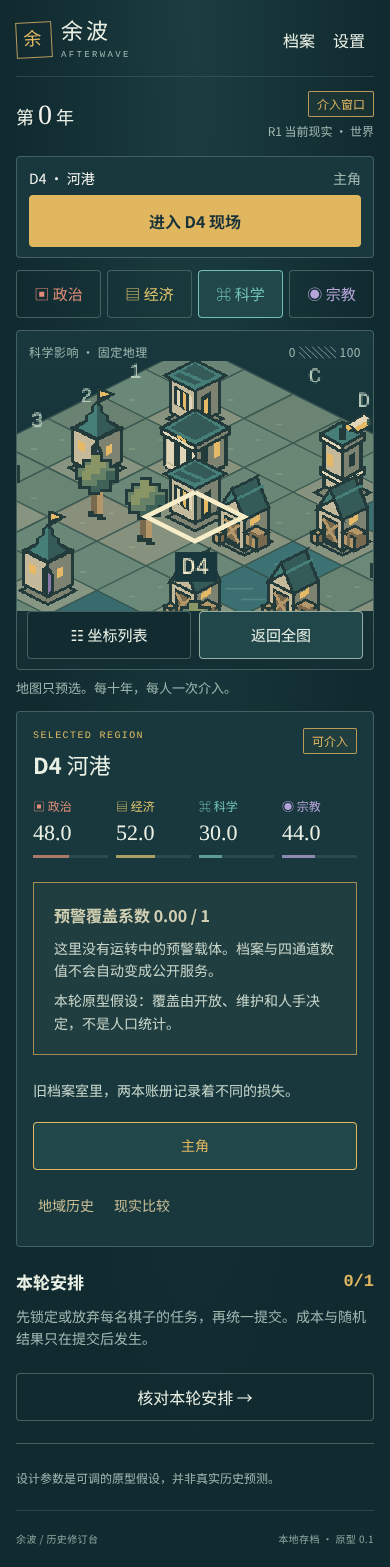 余
余波
AFTERWAVE
档案 设置
第0年
介入窗口
R1 当前现实 · 世界
D4 · 河港
主角
进入 D4 现场
政治 经济 科学 宗教
科学影响 · 固定地理
0 100
1
2
3
C
D
D4
坐标列表
返回全图
地图只预选。每十年，每人一次介入。
SELECTED REGION
可介入
D4 河港
政治 经济 科学 宗教
48.0 52.0 30.0 44.0
预警覆盖系数 0.00 / 1
这里没有运转中的预警载体。档案与四通道数
值不会自动变成公开服务。
本轮原型假设：覆盖由开放、维护和人手决
定，不是人口统计。
旧档案室里，两本账册记录着不同的损失。
主角
地域历史 现实比较
本轮安排
0/1
先锁定或放弃每名棋子的任务，再统一提交。成本与随机
结果只在提交后发生。
核对本轮安排 →
设计参数是可调的原型假设，并非真实历史预测。
余波 / 历史修订台
本地存档 · 原型 0.1